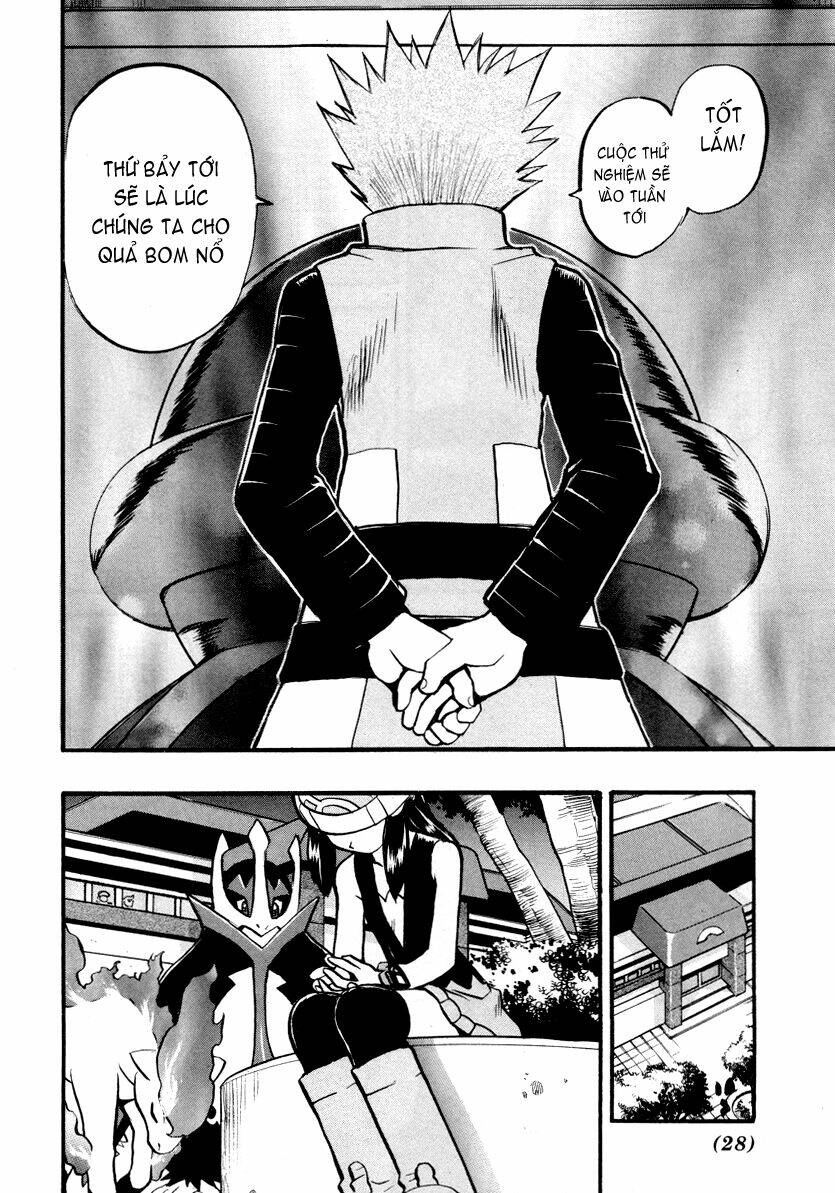 TỐT
LẮM!
CUỘC THỬ
NGHIỆM SẼ
VÀO TUẦN
TỚI
THỨ BẢY TỚI
SẼ LÀ LÚC
CHÚNG TA CHO
QUẢ BOM NỔ
(28)